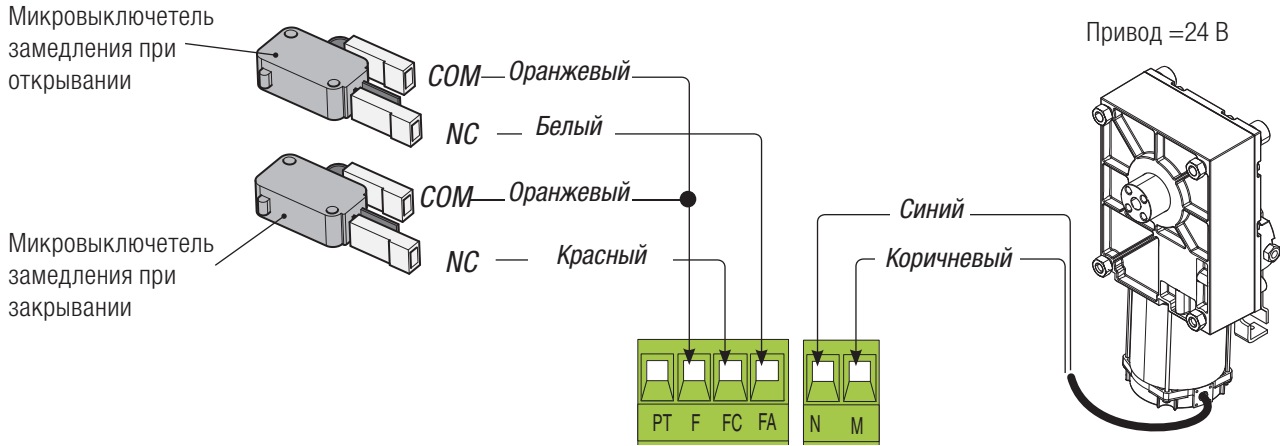 Микровыключетель
замедления при
открывании
COM
Оранжевый
NC
Белый
COM
Оранжевый
NC
Красный
Микровыключетель
замедления при
закрывании
Привод =24 В
Синий
Коричневый
PT F FC FA N M